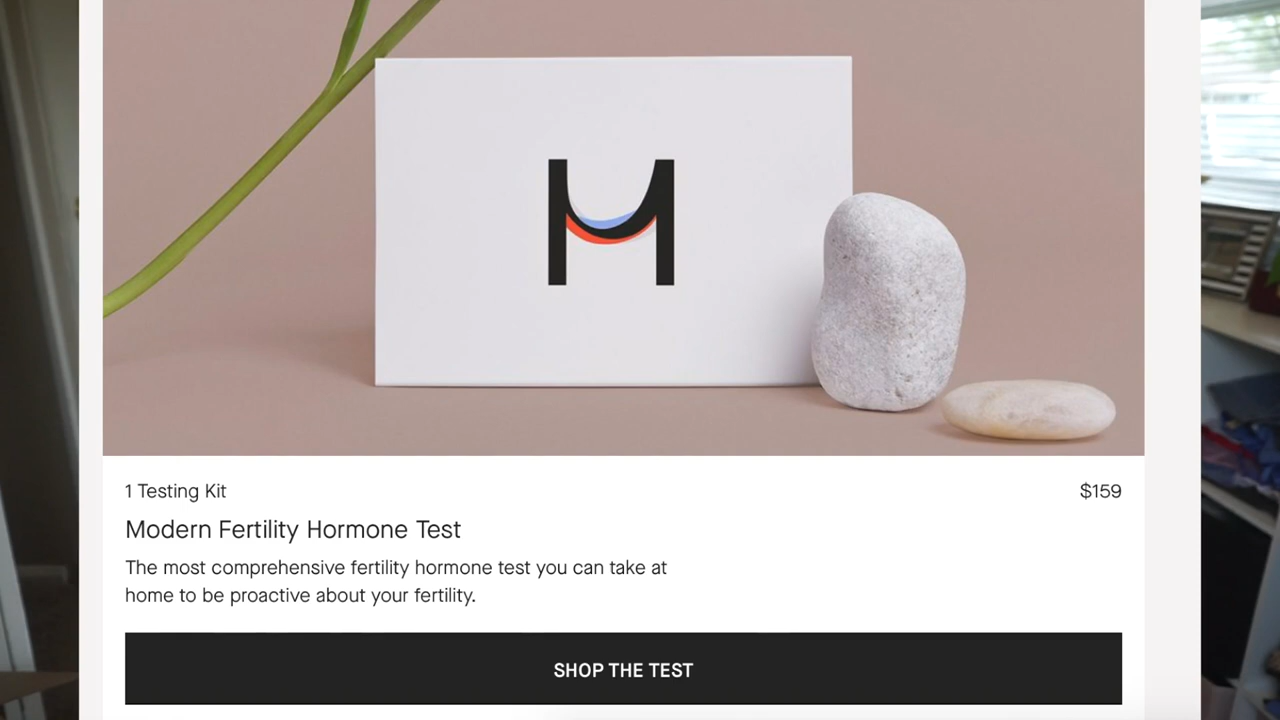 M
1 Testing Kit
$159
Modern Fertility Hormone Test
The most comprehensive fertility hormone test you can take at
home to be proactive about your fertility.
SHOP THE TEST